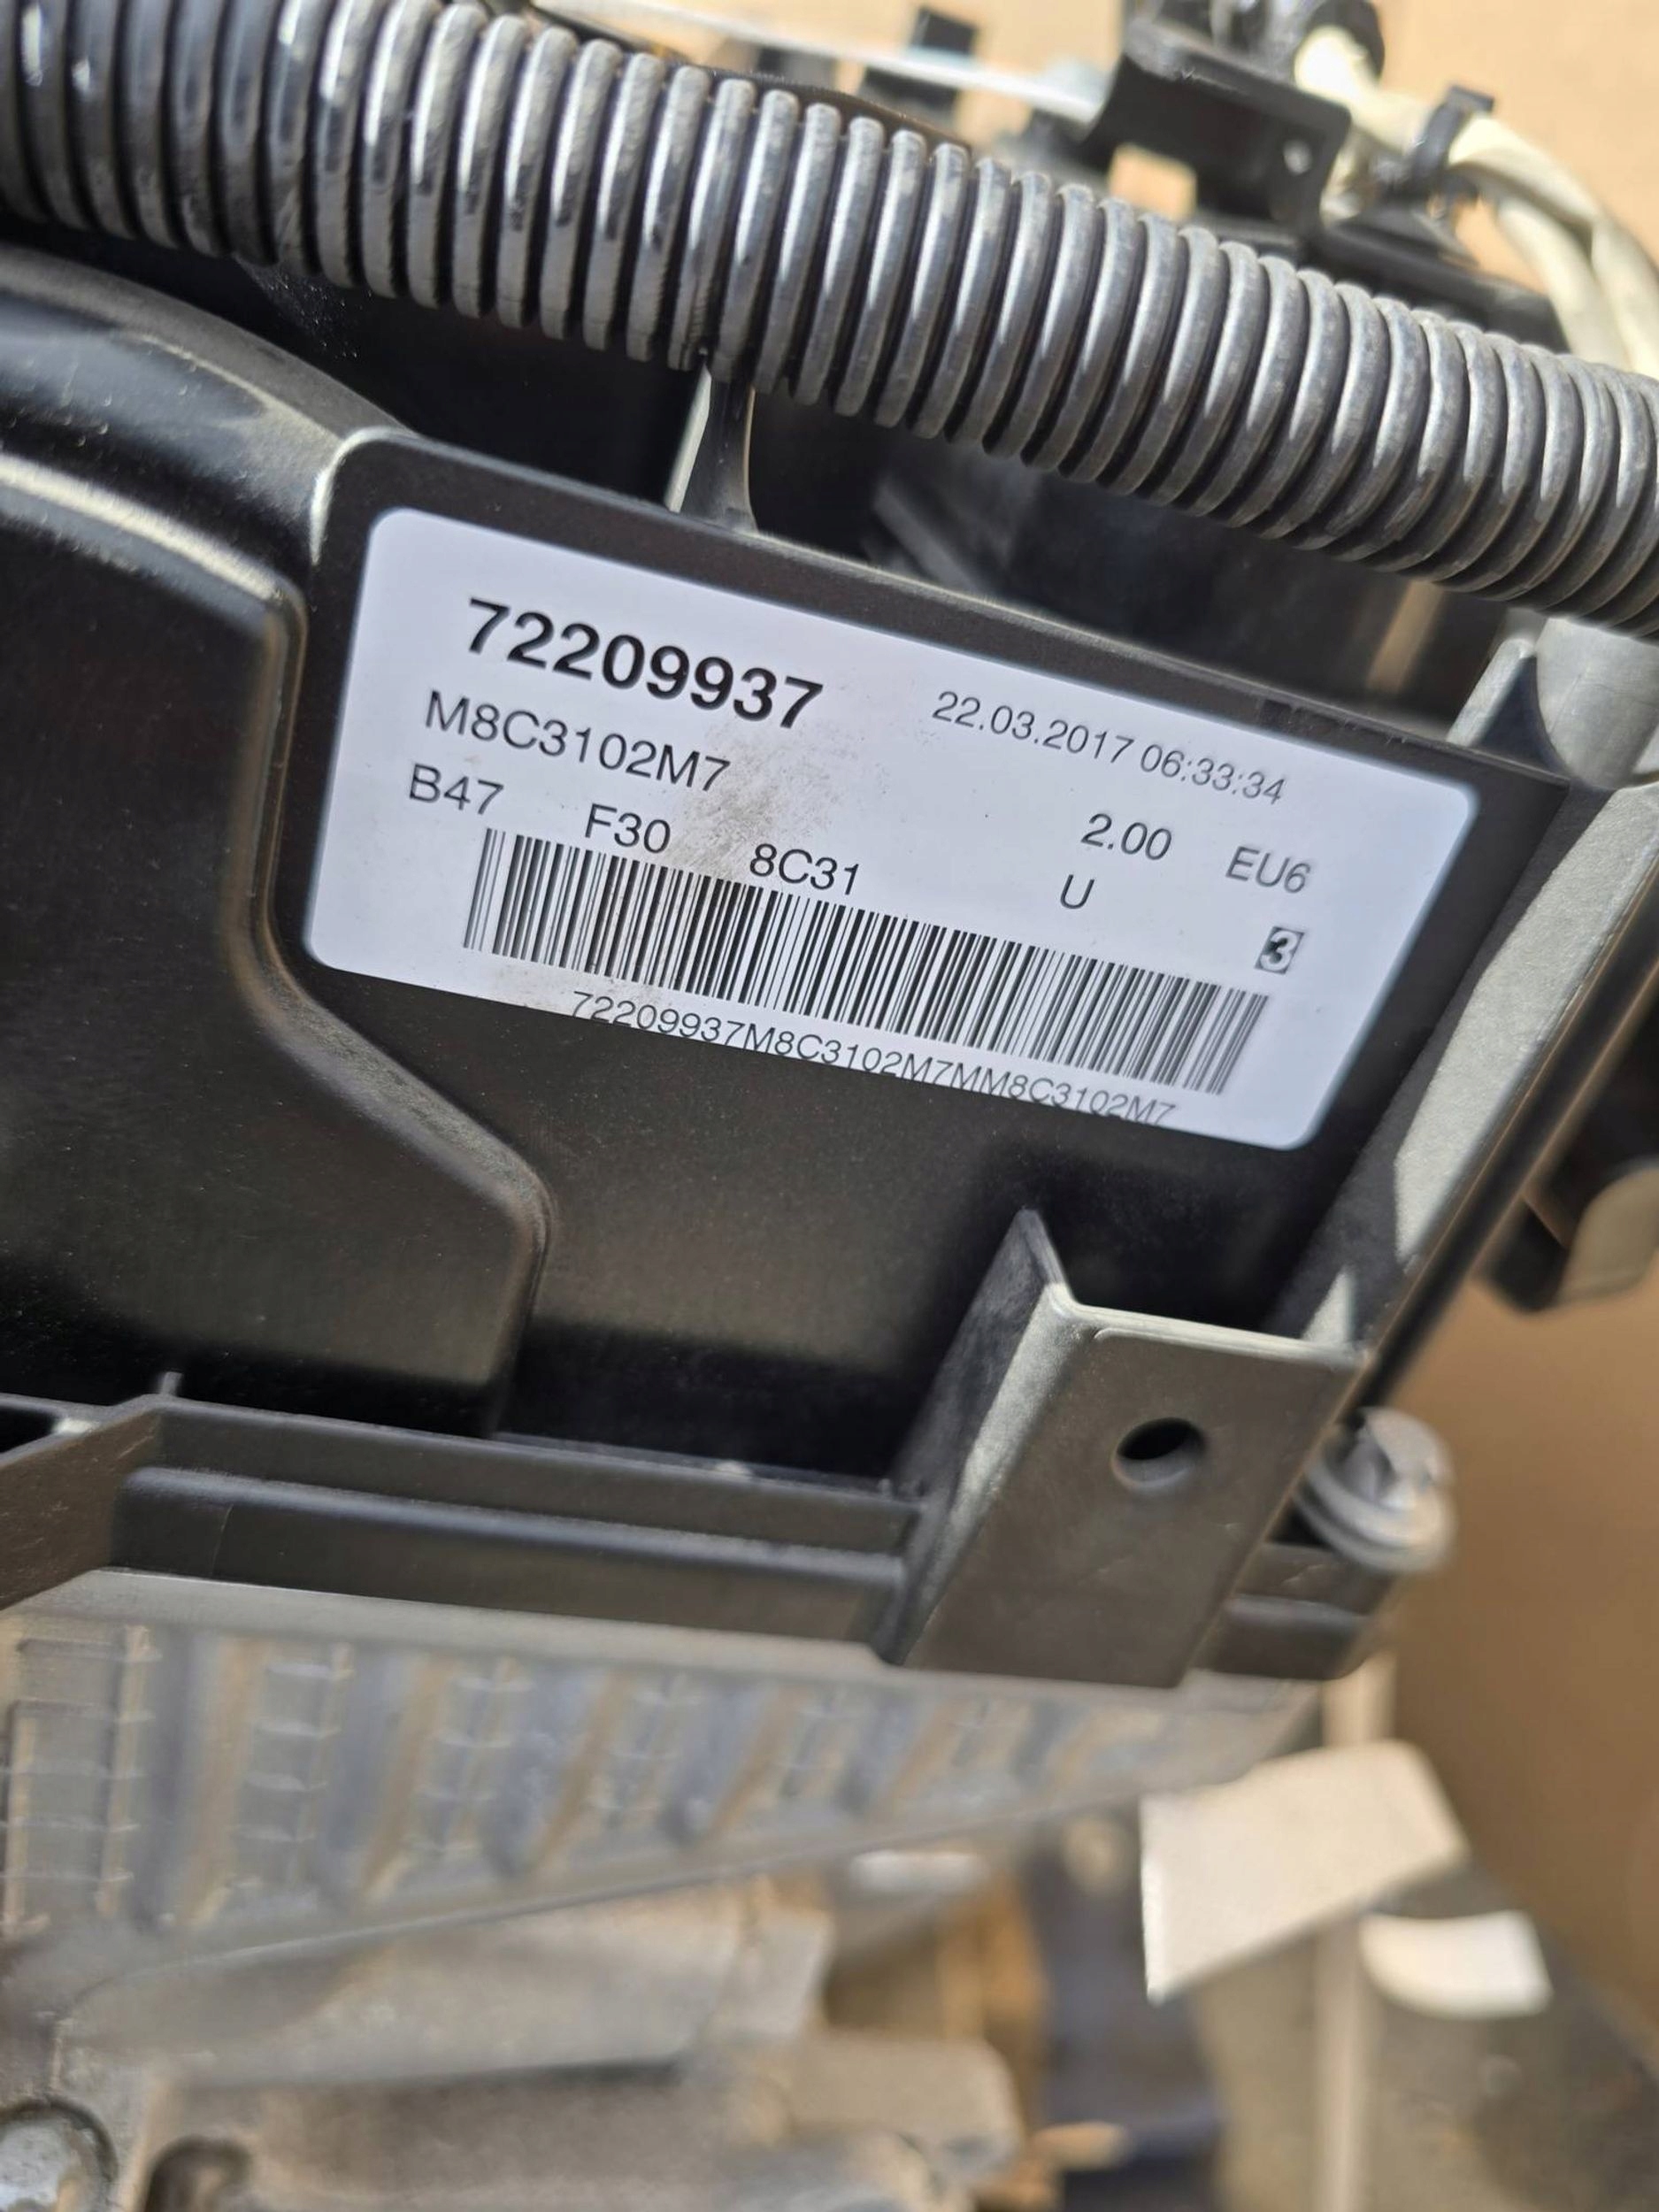 72209937 22.03.2017 06:33:34
M8C3102M7 2.00 EU6
B47 F30 8C31 U 3
72209937M8C3102M7MM8C3102M7